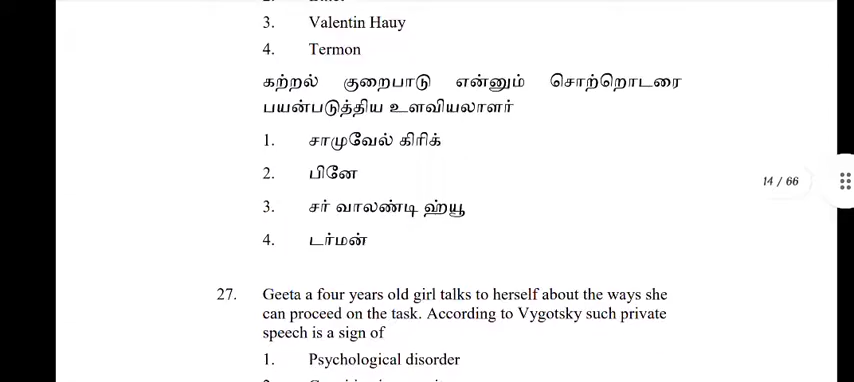 3. Valentin Hauy
4. Termon
கற்றல் குறைபாடு என்னும் சொற்றொடரை
பயன்படுத்திய உளவியலாளர்
1. சாமுவேல் கிரிக்
2. பினே
3. சர் வாலண்டி ஹ்யூ
4. டர்மன்
14 / 66
27. Geeta a four years old girl talks to herself about the ways she
can proceed on the task. According to Vygotsky such private
speech is a sign of
1. Psychological disorder